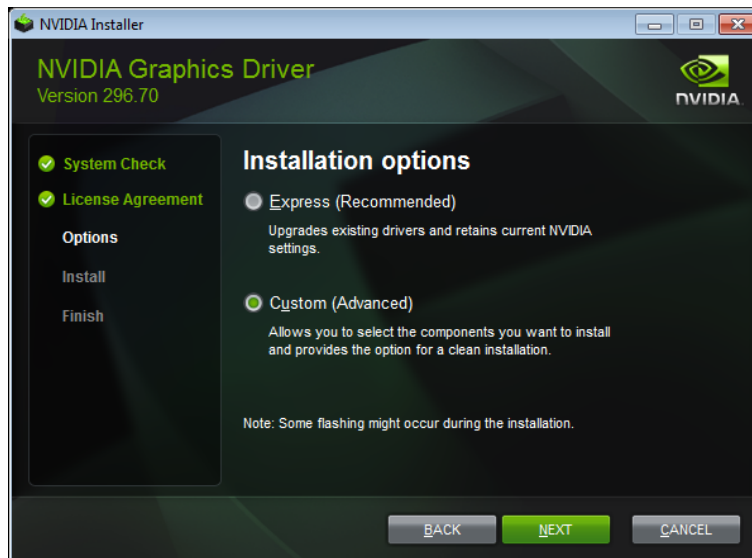 NVIDIA Installer
NVIDIA Graphics Driver
Version 296.70
NVIDIA
System Check
License Agreement
Options
Install
Finish
Installation options
Express (Recommended)
Upgrades existing drivers and retains current NVIDIA
settings.
Custom (Advanced)
Allows you to select the components you want to install
and provides the option for a clean installation.
Note: Some flashing might occur during the installation.
BACK
NEXT
CANCEL